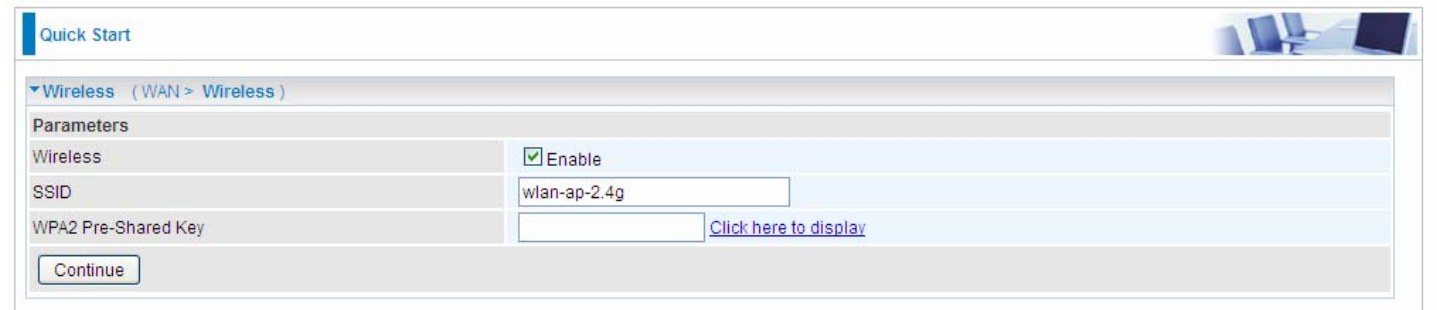 Quick Start
Wireless (WAN > Wireless)
Parameters
Wireless Enable
SSID wlan-ap-2.4g
WPA2 Pre-Shared Key Click here to display
Continue